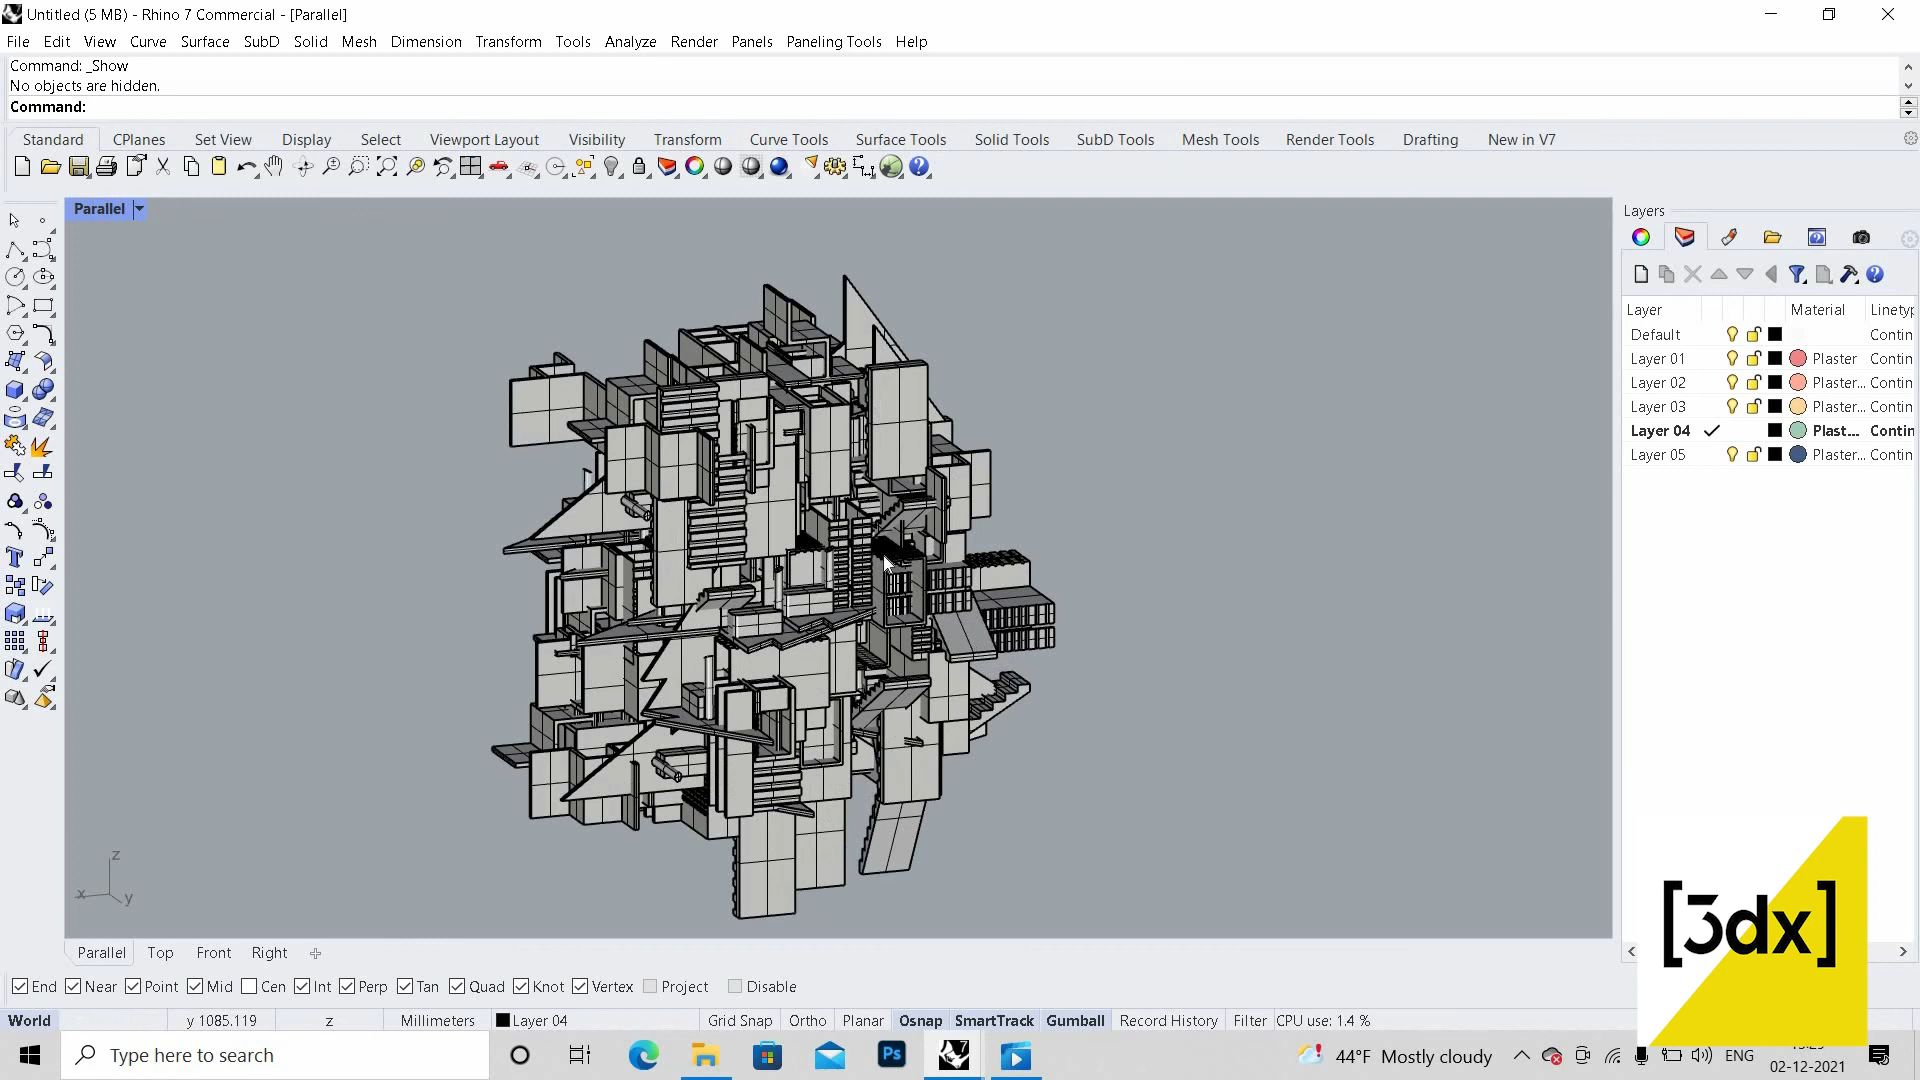 Untitled (5 MB) - Rhino 7 Commercial - [Parallel]
File Edit View Curve Surface SubD Solid Mesh Dimension Transform Tools Analyze Render Panels Paneling Tools Help
Command: _Show
No objects are hidden.
Command:
Standard CPlanes Set View Display Select Viewport Layout Visibility Transform Curve Tools Surface Tools Solid Tools SubD Tools Mesh Tools Render Tools Drafting New in V7
Parallel
Layers
Layer Material Linetyp
Default Contin
Layer 01 Plaster Contin
Layer 02 Plaster... Contin
Layer 03 Plaster... Contin
Layer 04 Plast... Contin
Layer 05 Plaster... Contin
z
x
y
[3dx]
Parallel Top Front Right
End Near Point Mid Cen Int Perp Tan Quad Knot Vertex Project Disable
World y 1085.119 z Millimeters Layer 04 Grid Snap Ortho Planar Osnap SmartTrack Gumball Record History Filter CPU use: 1.4 %
Type here to search
Ps
44°F Mostly cloudy
ENG
02-12-2021